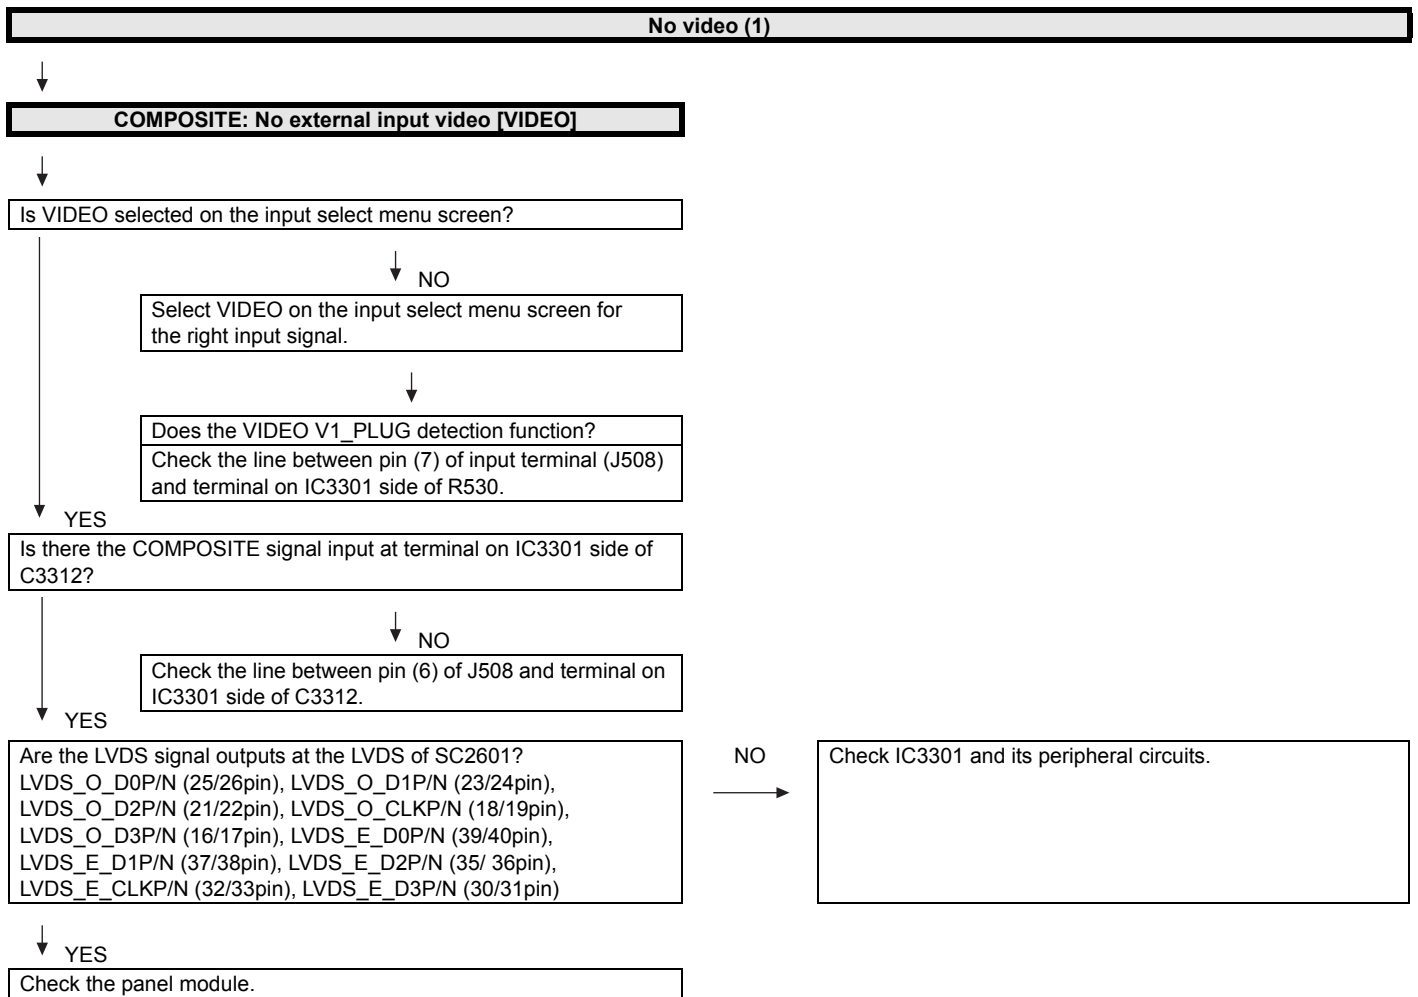 No video (1)
COMPOSITE: No external input video [VIDEO]
Is VIDEO selected on the input select menu screen?
NO
Select VIDEO on the input select menu screen for
the right input signal.
Does the VIDEO V1_PLUG detection function?
Check the line between pin (7) of input terminal (J508)
and terminal on IC3301 side of R530.
YES
Is there the COMPOSITE signal input at terminal on IC3301 side of
C3312?
NO
Check the line between pin (6) of J508 and terminal on
IC3301 side of C3312.
YES
Are the LVDS signal outputs at the LVDS of SC2601?
LVDS_O_D0P/N (25/26pin), LVDS_O_D1P/N (23/24pin),
LVDS_O_D2P/N (21/22pin), LVDS_O_CLKP/N (18/19pin),
LVDS_O_D3P/N (16/17pin), LVDS_E_D0P/N (39/40pin),
LVDS_E_D1P/N (37/38pin), LVDS_E_D2P/N (35/ 36pin),
LVDS_E_CLKP/N (32/33pin), LVDS_E_D3P/N (30/31pin)
NO
Check IC3301 and its peripheral circuits.
YES
Check the panel module.